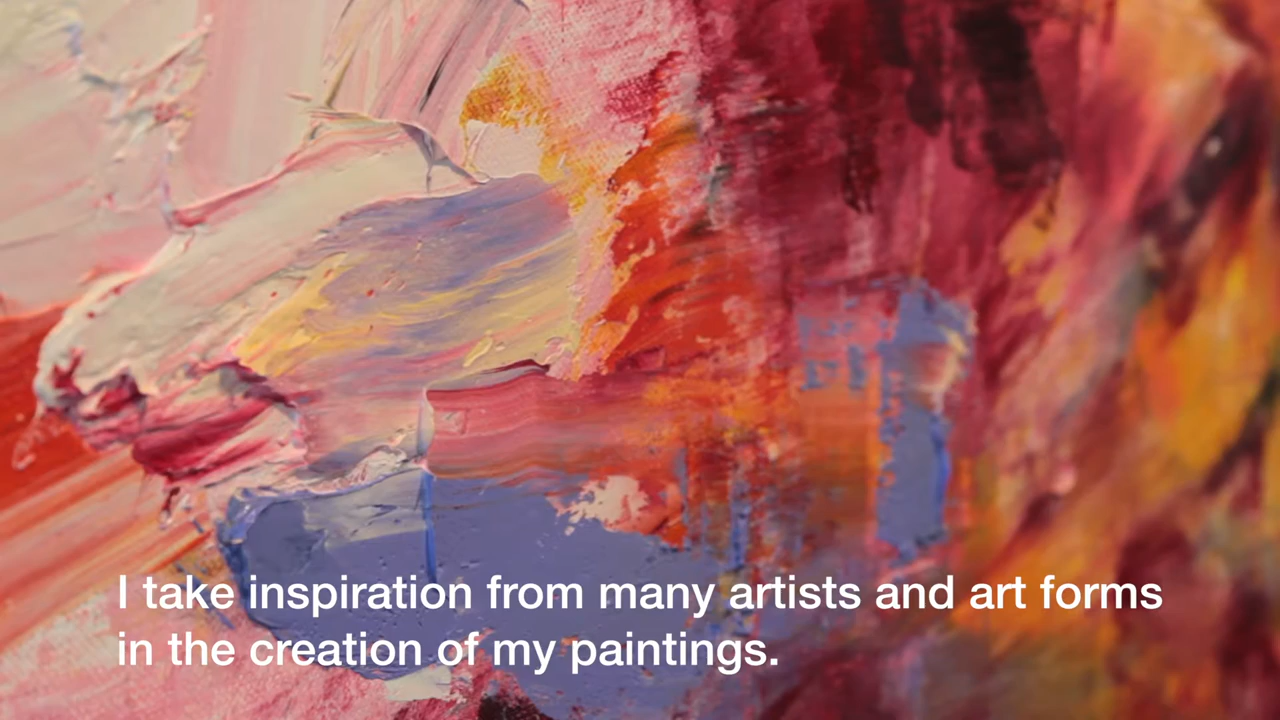 I take inspiration from many artists and art forms
in the creation of my paintings.